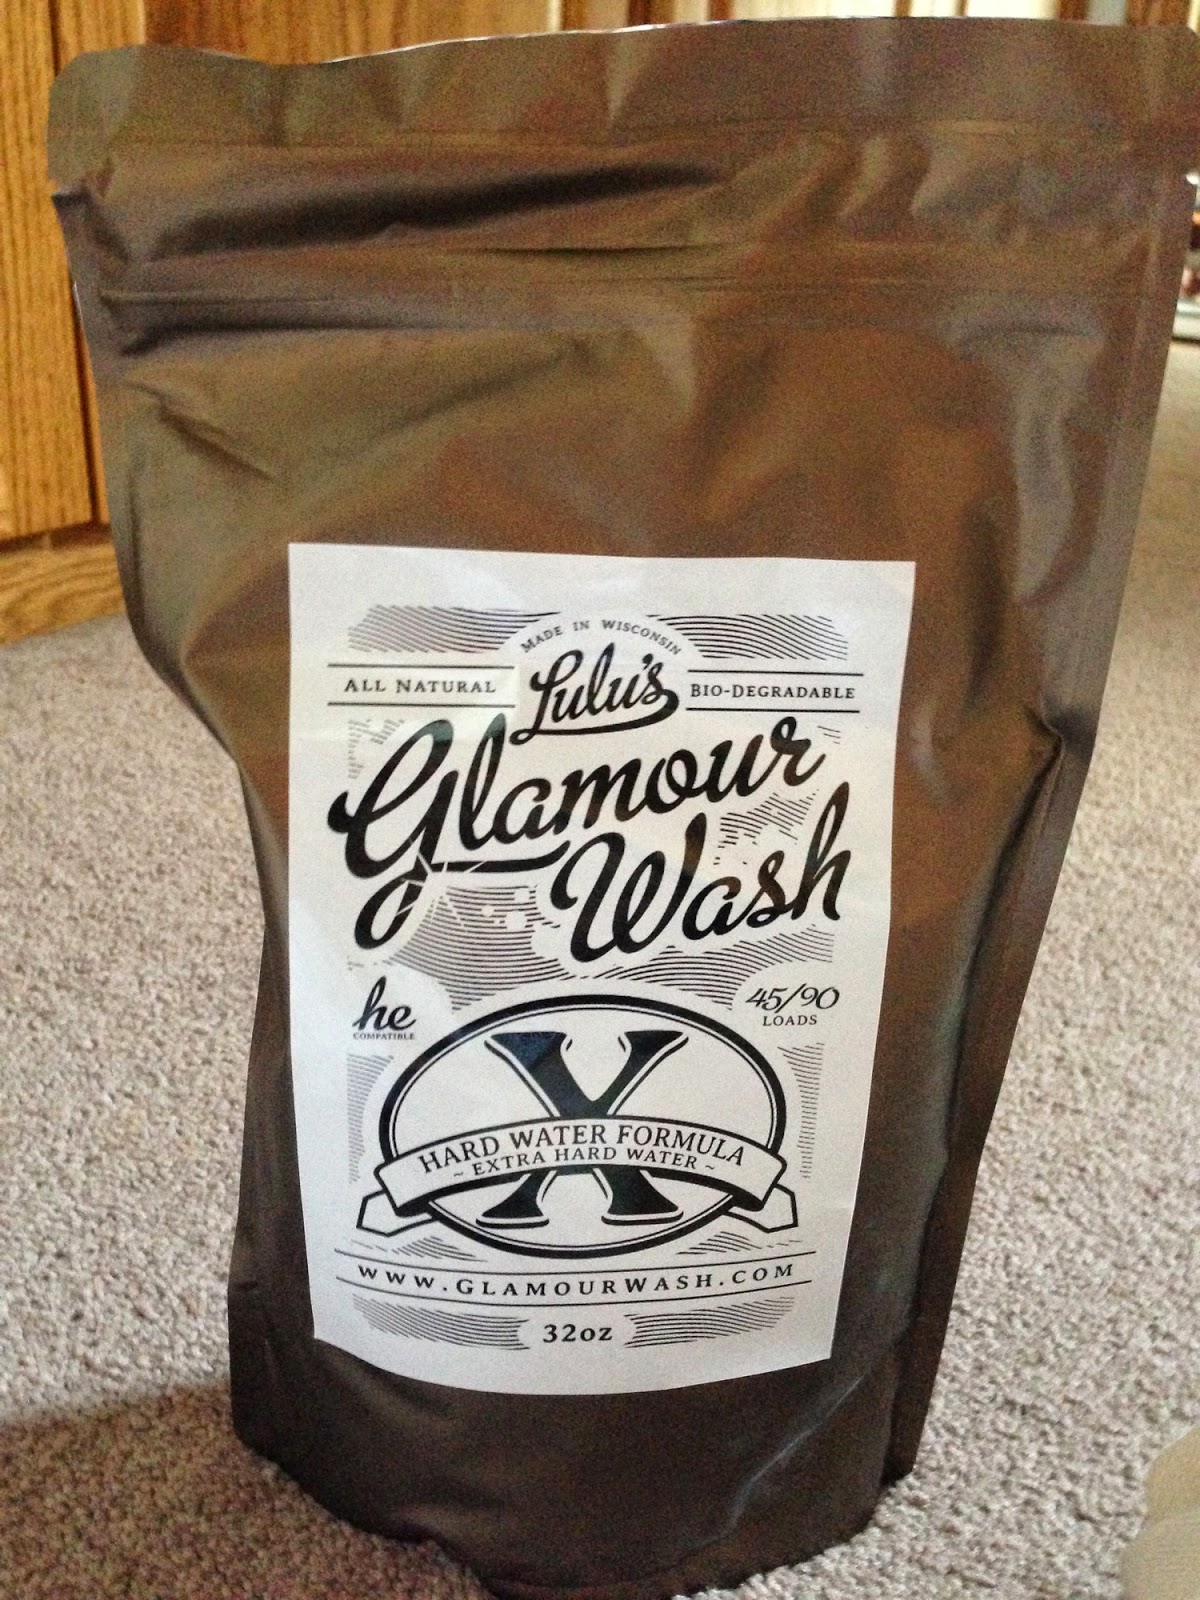 MADE IN WISCONSIN
ALL NATURAL
Lulu's
BIO-DEGRADABLE
Glamour
Wash
he
COMPATIBLE
45/90
LOADS
X
HARD WATER FORMULA
~ EXTRA HARD WATER ~
WWW.GLAMOURWASH.COM
32oz